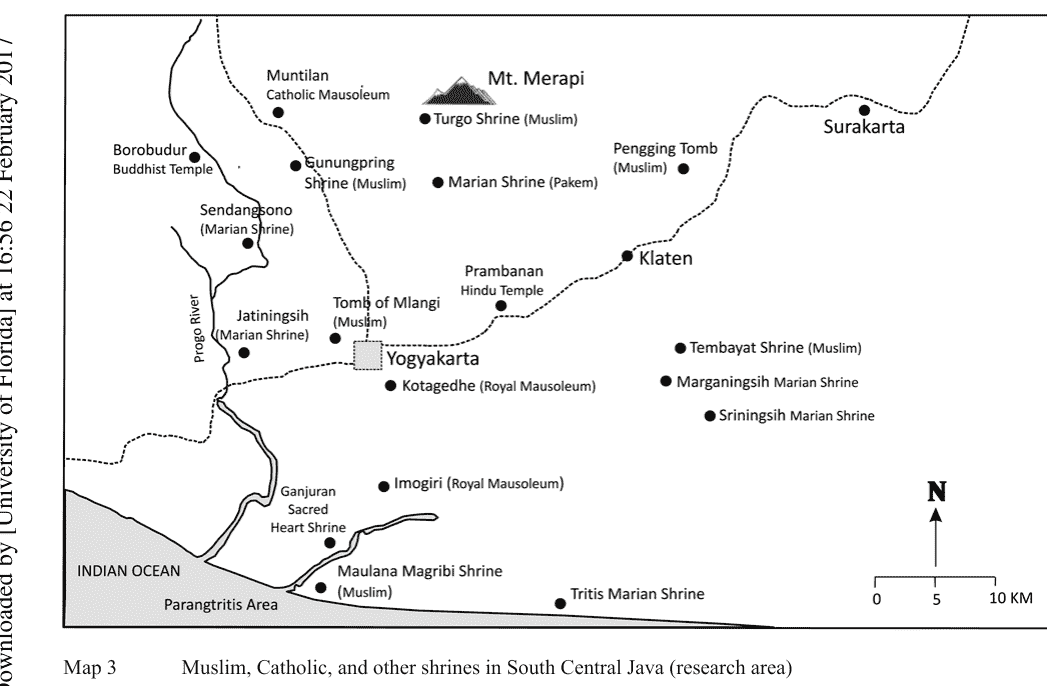 Downloaded by [University of Florida] at 16:56 22 February 2017
Muntilan
Catholic Mausoleum
Mt. Merapi
Turgo Shrine (Muslim)
Surakarta
Borobudur
Buddhist Temple
Gunungpring
Shrine (Muslim)
Pengging Tomb
(Muslim)
Marian Shrine (Pakem)
Sendangsono
(Marian Shrine)
Klaten
Prambanan
Hindu Temple
Progo River
Jatiningsih
(Marian Shrine)
Tomb of Mlangi
(Muslim)
Yogyakarta
Tembayat Shrine (Muslim)
Kotagedhe (Royal Mausoleum)
Marganingsih Marian Shrine
Sriningsih Marian Shrine
Imogiri (Royal Mausoleum)
Ganjuran
Sacred
Heart Shrine
N
INDIAN OCEAN
Maulana Magribi Shrine
(Muslim)
Parangtritis Area
Tritis Marian Shrine
0 5 10 KM
Map 3 Muslim, Catholic, and other shrines in South Central Java (research area)